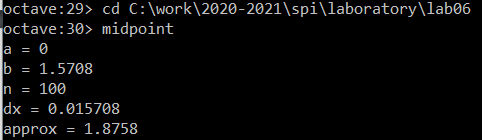 octave:29> cd C:\work\2020-2021\spi\laboratory\lab06
octave:30> midpoint
a = 0
b = 1.5708
n = 100
dx = 0.015708
approx = 1.8758